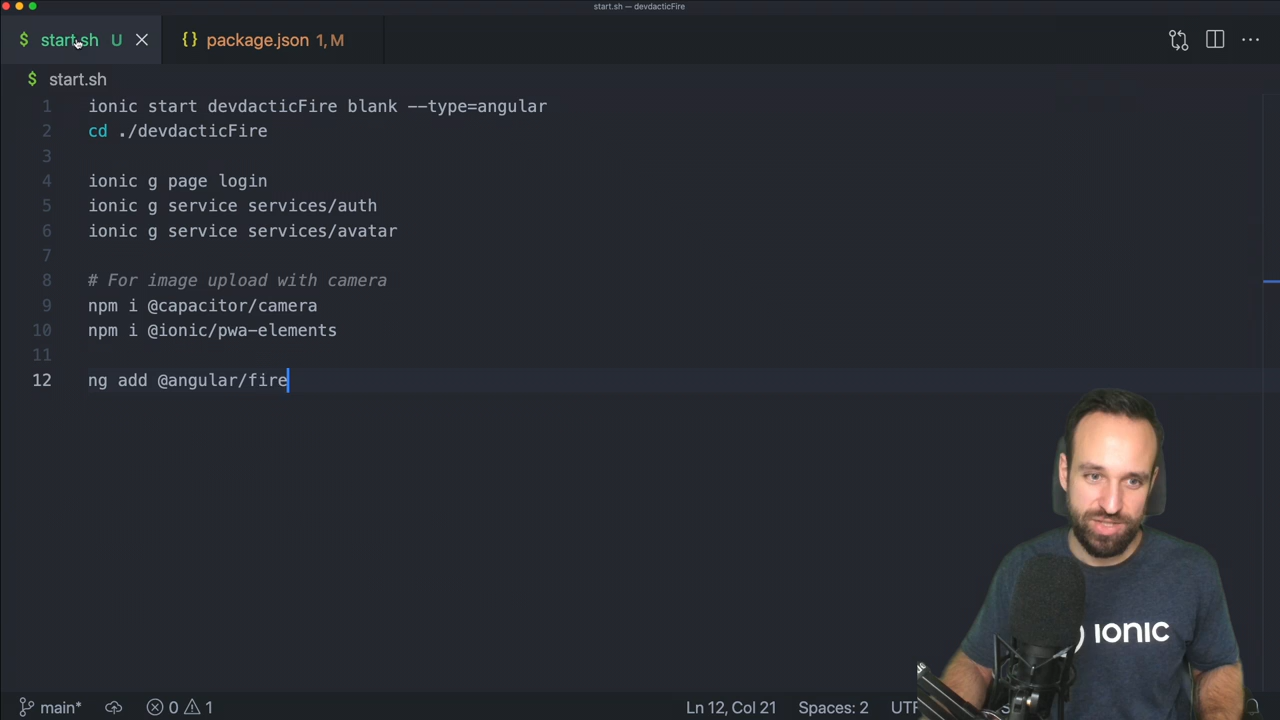 start.sh — devdacticFire
$ start.sh U
{} package.json 1, M
$ start.sh
1 ionic start devdacticFire blank --type=angular
2 cd ./devdacticFire
3
4 ionic g page login
5 ionic g service services/auth
6 ionic g service services/avatar
7
8 # For image upload with camera
9 npm i @capacitor/camera
10 npm i @ionic/pwa-elements
11
12 ng add @angular/fire
IONIC
main* 0 1 Ln 12, Col 21 Spaces: 2